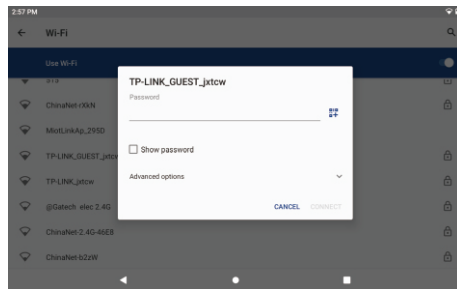 2:57 PM
Wi-Fi
Use Wi-Fi
TP-LINK_GUEST_jxtcw
Password
ChinaNet-rXkN
MiotLinkAp_295D
Show password
TP-LINK_GUEST_jxtcw
TP-LINK_jxtcw
Advanced options
@Gatech elec 2.4G
CANCEL
CONNECT
ChinaNet-2.4G-46E8
ChinaNet-b2zW